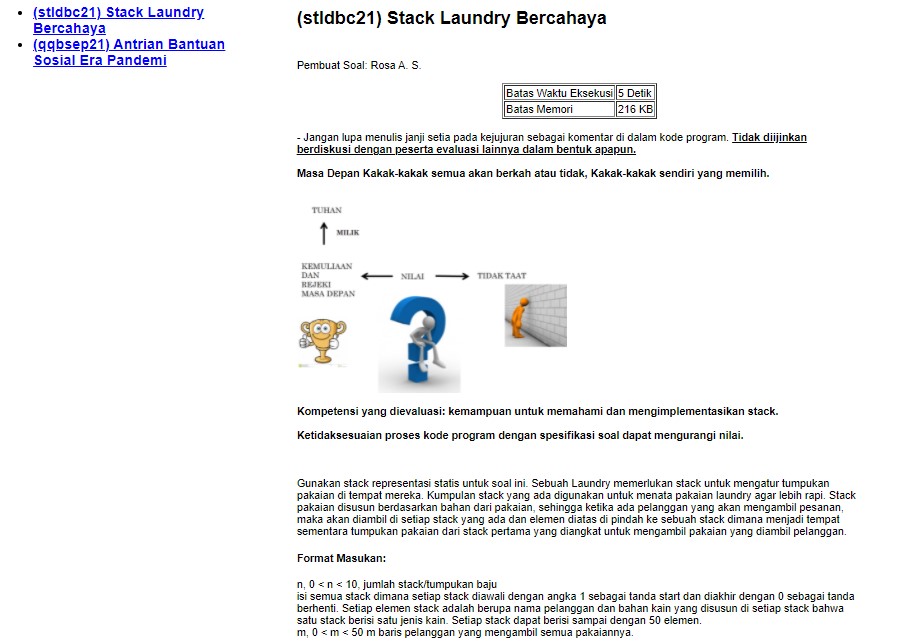 (stldbc21) Stack Laundry
Bercahaya
(qqbsep21) Antrian Bantuan
Sosial Era Pandemi
(stldbc21) Stack Laundry Bercahaya
Pembuat Soal: Rosa A. S.
Batas Waktu Eksekusi 5 Detik
Batas Memori 216 KB
- Jangan lupa menulis janji setia pada kejujuran sebagai komentar di dalam kode program. Tidak diijinkan
berdiskusi dengan peserta evaluasi lainnya dalam bentuk apapun.
Masa Depan Kakak-kakak semua akan berkah atau tidak, Kakak-kakak sendiri yang memilih.
TUHAN
MILIK
KEMULIAAN
DAN
REJEKI
MASA DEPAN
NILAI
TIDAK TAAT
Kompetensi yang dievaluasi: kemampuan untuk memahami dan mengimplementasikan stack.
Ketidaksesuaian proses kode program dengan spesifikasi soal dapat mengurangi nilai.
Gunakan stack representasi statis untuk soal ini. Sebuah Laundry memerlukan stack untuk mengatur tumpukan
pakaian di tempat mereka. Kumpulan stack yang ada digunakan untuk menata pakaian laundry agar lebih rapi. Stack
pakaian disusun berdasarkan bahan dari pakaian, sehingga ketika ada pelanggan yang akan mengambil pesanan,
maka akan diambil di setiap stack yang ada dan elemen diatas di pindah ke sebuah stack dimana menjadi tempat
sementara tumpukan pakaian dari stack pertama yang diangkat untuk mengambil pakaian yang diambil pelanggan.
Format Masukan:
n, 0 < n < 10, jumlah stack/tumpukan baju
isi semua stack dimana setiap stack diawali dengan angka 1 sebagai tanda start dan diakhir dengan 0 sebagai tanda
berhenti. Setiap elemen stack adalah berupa nama pelanggan dan bahan kain yang disusun di setiap stack bahwa
satu stack berisi satu jenis kain. Setiap stack dapat berisi sampai dengan 50 elemen.
m, 0 < m < 50 m baris pelanggan yang mengambil semua pakaiannya.